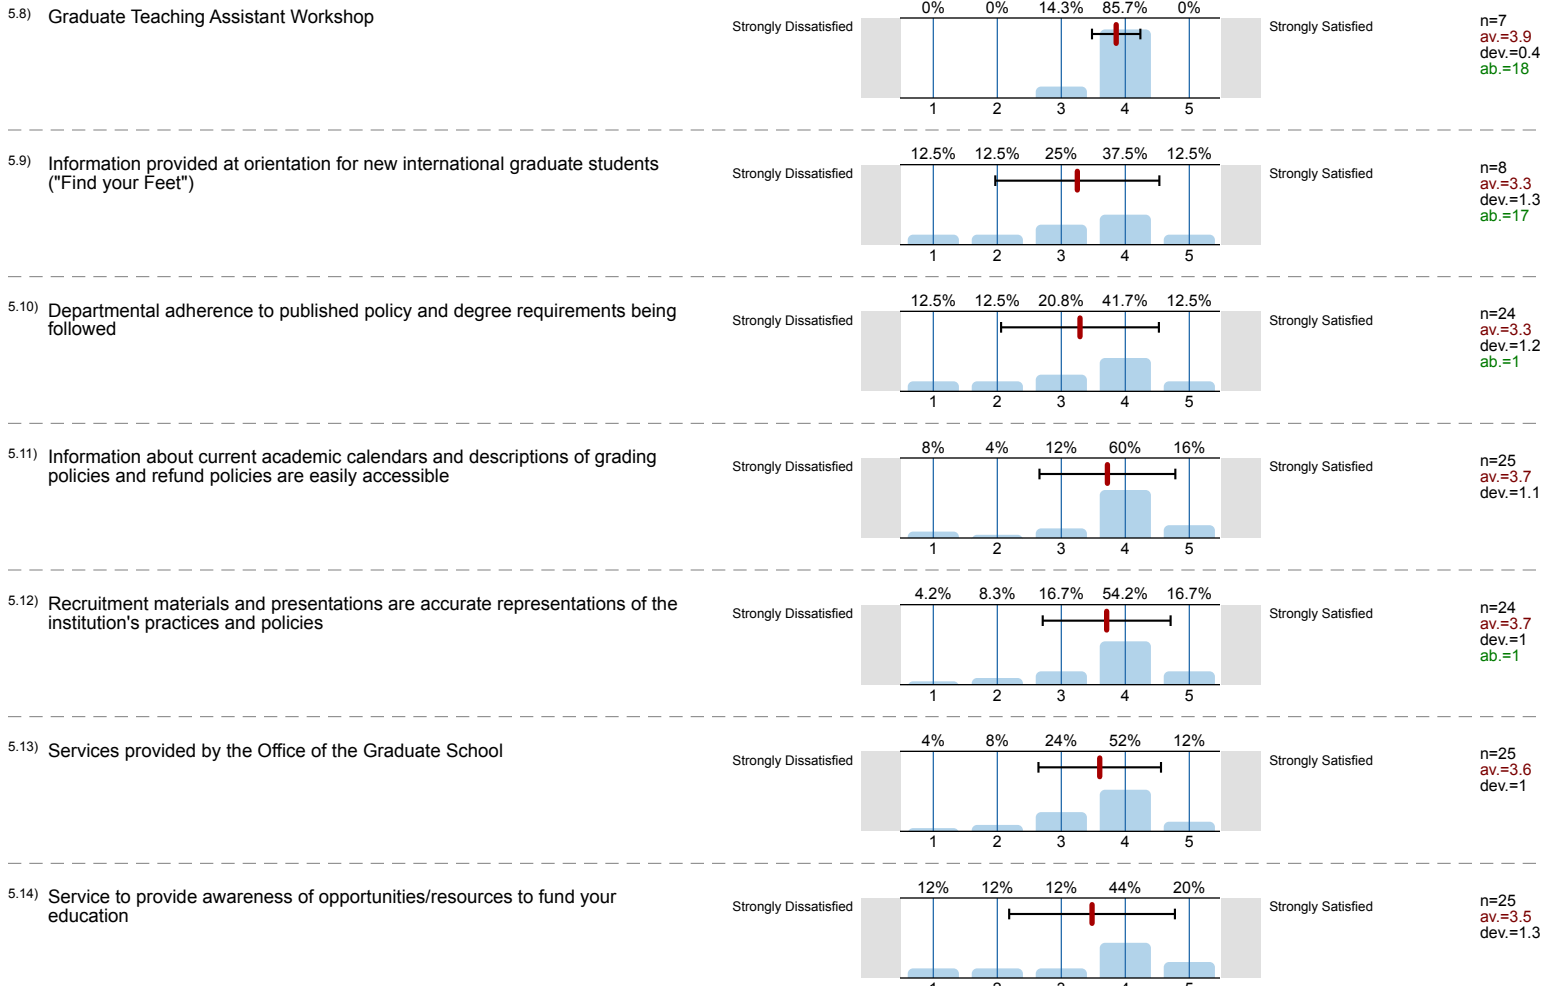 5.8) Graduate Teaching Assistant Workshop
0% 0% 14.3% 85.7% 0%
Strongly Dissatisfied Strongly Satisfied
n=7
av.=3.9
dev.=0.4
ab.=18
1 2 3 4 5
5.9) Information provided at orientation for new international graduate students
("Find your Feet")
12.5% 12.5% 25% 37.5% 12.5%
Strongly Dissatisfied Strongly Satisfied
n=8
av.=3.3
dev.=1.3
ab.=17
1 2 3 4 5
5.10) Departmental adherence to published policy and degree requirements being
followed
12.5% 12.5% 20.8% 41.7% 12.5%
Strongly Dissatisfied Strongly Satisfied
n=24
av.=3.3
dev.=1.2
ab.=1
1 2 3 4 5
5.11) Information about current academic calendars and descriptions of grading
policies and refund policies are easily accessible
8% 4% 12% 60% 16%
Strongly Dissatisfied Strongly Satisfied
n=25
av.=3.7
dev.=1.1
1 2 3 4 5
5.12) Recruitment materials and presentations are accurate representations of the
institution's practices and policies
4.2% 8.3% 16.7% 54.2% 16.7%
Strongly Dissatisfied Strongly Satisfied
n=24
av.=3.7
dev.=1
ab.=1
1 2 3 4 5
5.13) Services provided by the Office of the Graduate School
4% 8% 24% 52% 12%
Strongly Dissatisfied Strongly Satisfied
n=25
av.=3.6
dev.=1
1 2 3 4 5
5.14) Service to provide awareness of opportunities/resources to fund your
education
12% 12% 12% 44% 20%
Strongly Dissatisfied Strongly Satisfied
n=25
av.=3.5
dev.=1.3